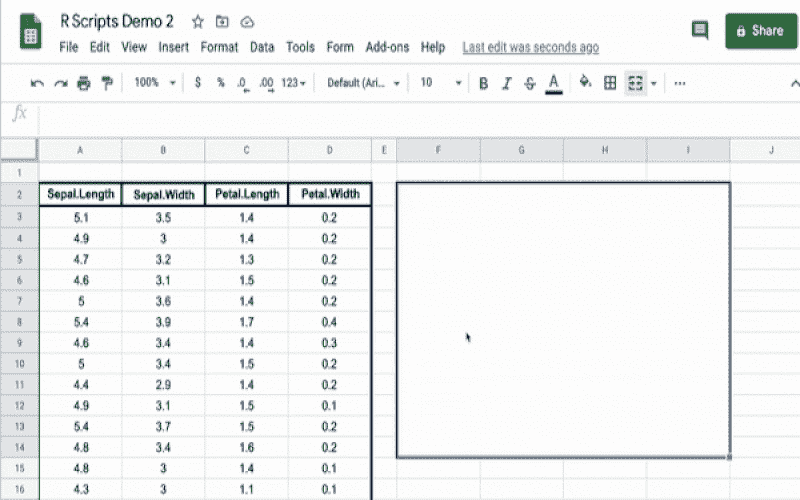 R Scripts Demo 2
File Edit View Insert Format Data Tools Form Add-ons Help Last edit was seconds ago
Share
100% $ % .0 .00 123 Default (Ari... 10 B I S A ...
fx
A B C D E F G H I J
1
2 Sepal.Length Sepal.Width Petal.Length Petal.Width
3 5.1 3.5 1.4 0.2
4 4.9 3 1.4 0.2
5 4.7 3.2 1.3 0.2
6 4.6 3.1 1.5 0.2
7 5 3.6 1.4 0.2
8 5.4 3.9 1.7 0.4
9 4.6 3.4 1.4 0.3
10 5 3.4 1.5 0.2
11 4.4 2.9 1.4 0.2
12 4.9 3.1 1.5 0.1
13 5.4 3.7 1.5 0.2
14 4.8 3.4 1.6 0.2
15 4.8 3 1.4 0.1
16 4.3 3 1.1 0.1